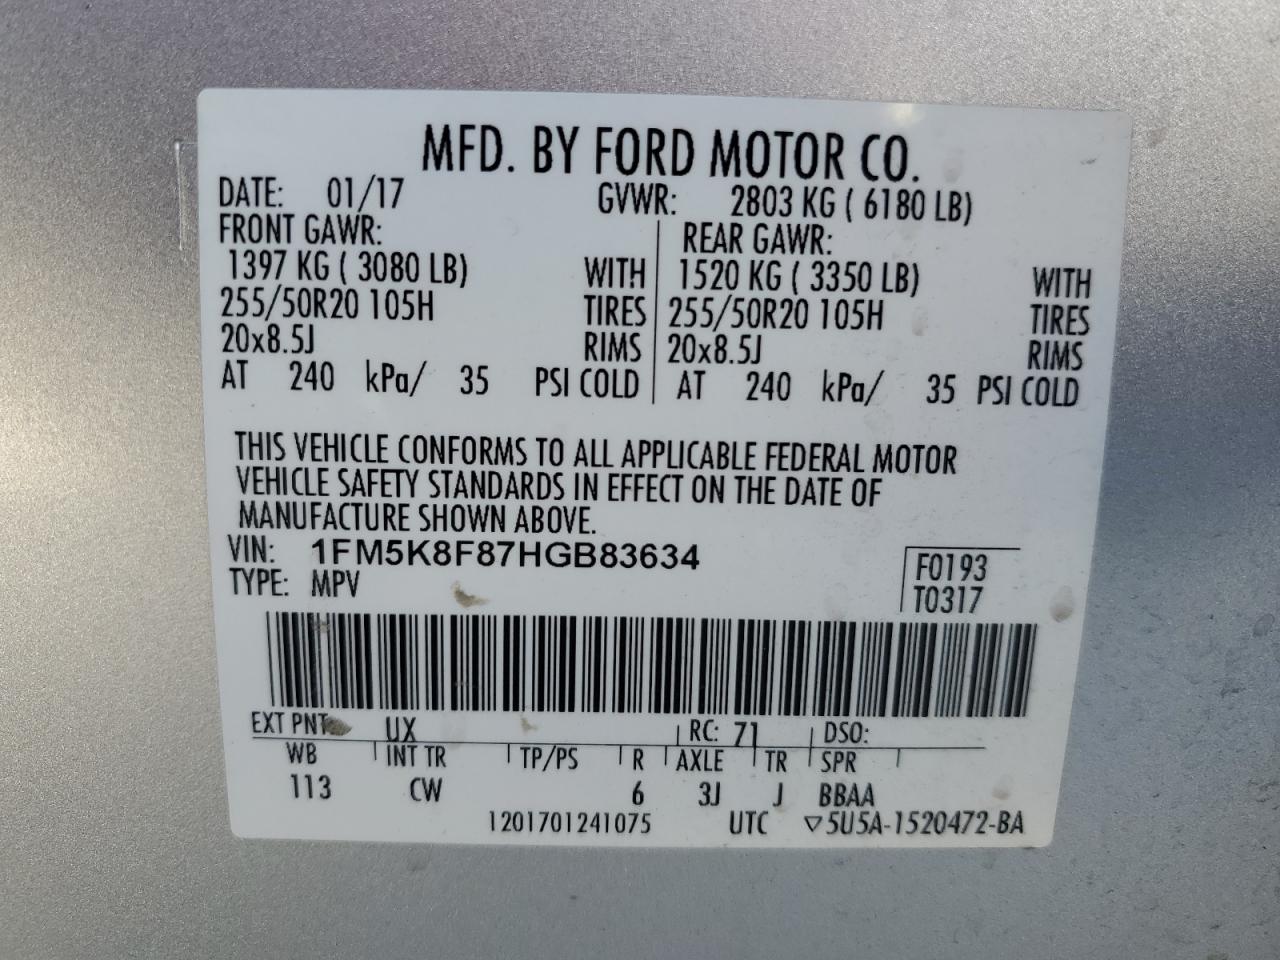 MFD. BY FORD MOTOR CO.
DATE: 01/17 GVWR: 2803 KG ( 6180 LB)
FRONT GAWR: REAR GAWR:
1397 KG ( 3080 LB) WITH 1520 KG ( 3350 LB) WITH
255/50R20 105H TIRES 255/50R20 105H TIRES
20x8.5J RIMS 20x8.5J RIMS
AT 240 kPa/ 35 PSI COLD AT 240 kPa/ 35 PSI COLD
THIS VEHICLE CONFORMS TO ALL APPLICABLE FEDERAL MOTOR
VEHICLE SAFETY STANDARDS IN EFFECT ON THE DATE OF
MANUFACTURE SHOWN ABOVE.
VIN: 1FM5K8F87HGB83634 F0193
TYPE: MPV T0317
EXT PNT UX RC: 71 DSO:
WB INT TR TP/PS R AXLE TR SPR
113 CW 6 3J J BBAA
1201701241075 UTC ▽5U5A-1520472-BA